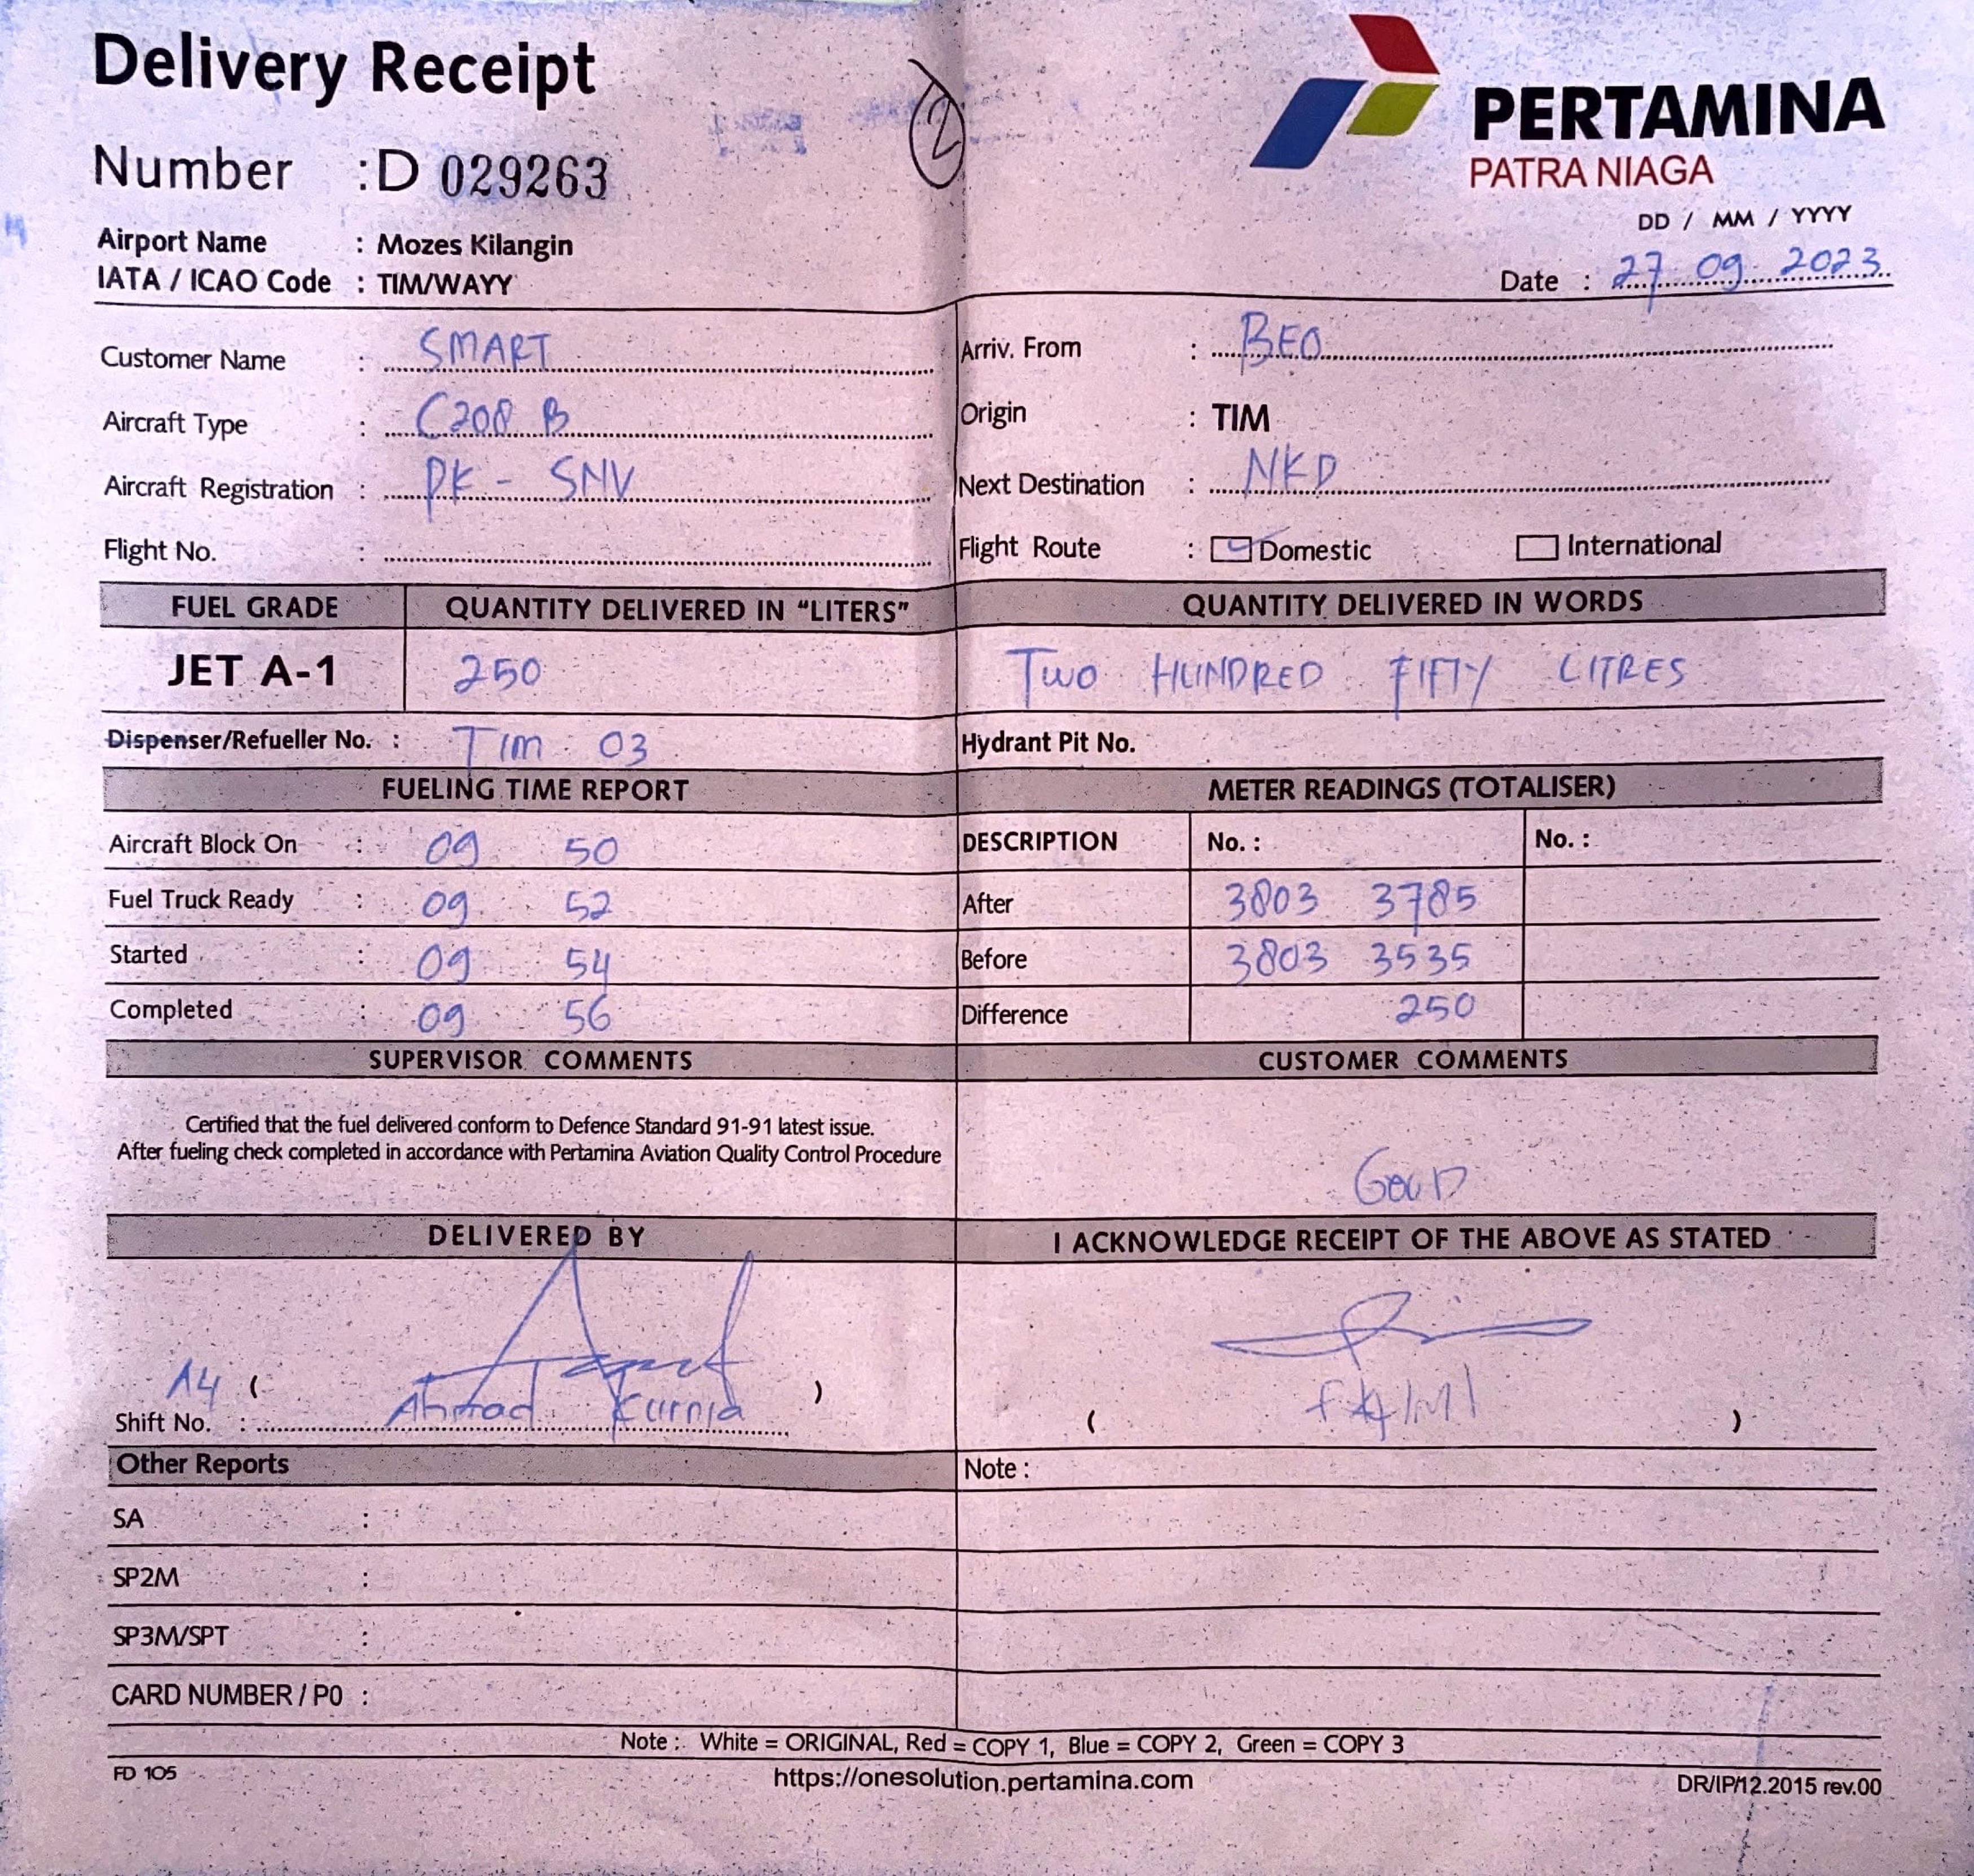 Delivery Receipt
2
PERTAMINA
PATRA NIAGA
Number : D 029263
DD / MM / YYYY
Airport Name : Mozes Kilangin
IATA / ICAO Code : TIM/WAYY
Date : 27 09 2023
Customer Name : SMART
Arriv. From : BEO
Aircraft Type : C208 B
Origin : TIM
Aircraft Registration : PK - SNV
Next Destination : NKD
Flight No. :
Flight Route : Domestic International
FUEL GRADE QUANTITY DELIVERED IN "LITERS" QUANTITY DELIVERED IN WORDS
JET A-1 250 TWO HUNDRED FIFTY LITRES
Dispenser/Refueller No. : TIM 03 Hydrant Pit No.
FUELING TIME REPORT METER READINGS (TOTALISER)
Aircraft Block On : 09 50 DESCRIPTION No. : No. :
Fuel Truck Ready : 09 52 After 3803 3785
Started : 09 54 Before 3803 3535
Completed : 09 56 Difference 250
SUPERVISOR COMMENTS CUSTOMER COMMENTS
Certified that the fuel delivered conform to Defence Standard 91-91 latest issue.
After fueling check completed in accordance with Pertamina Aviation Quality Control Procedure
GOOD
DELIVERED BY I ACKNOWLEDGE RECEIPT OF THE ABOVE AS STATED
A4 ( )
Shift No. : Ahmad Kurnia
( )
Other Reports Note :
SA :
SP2M :
SP3M/SPT :
CARD NUMBER / P0 :
Note : White = ORIGINAL, Red = COPY 1, Blue = COPY 2, Green = COPY 3
FD 105 https://onesolution.pertamina.com DR/IP/12.2015 rev.00